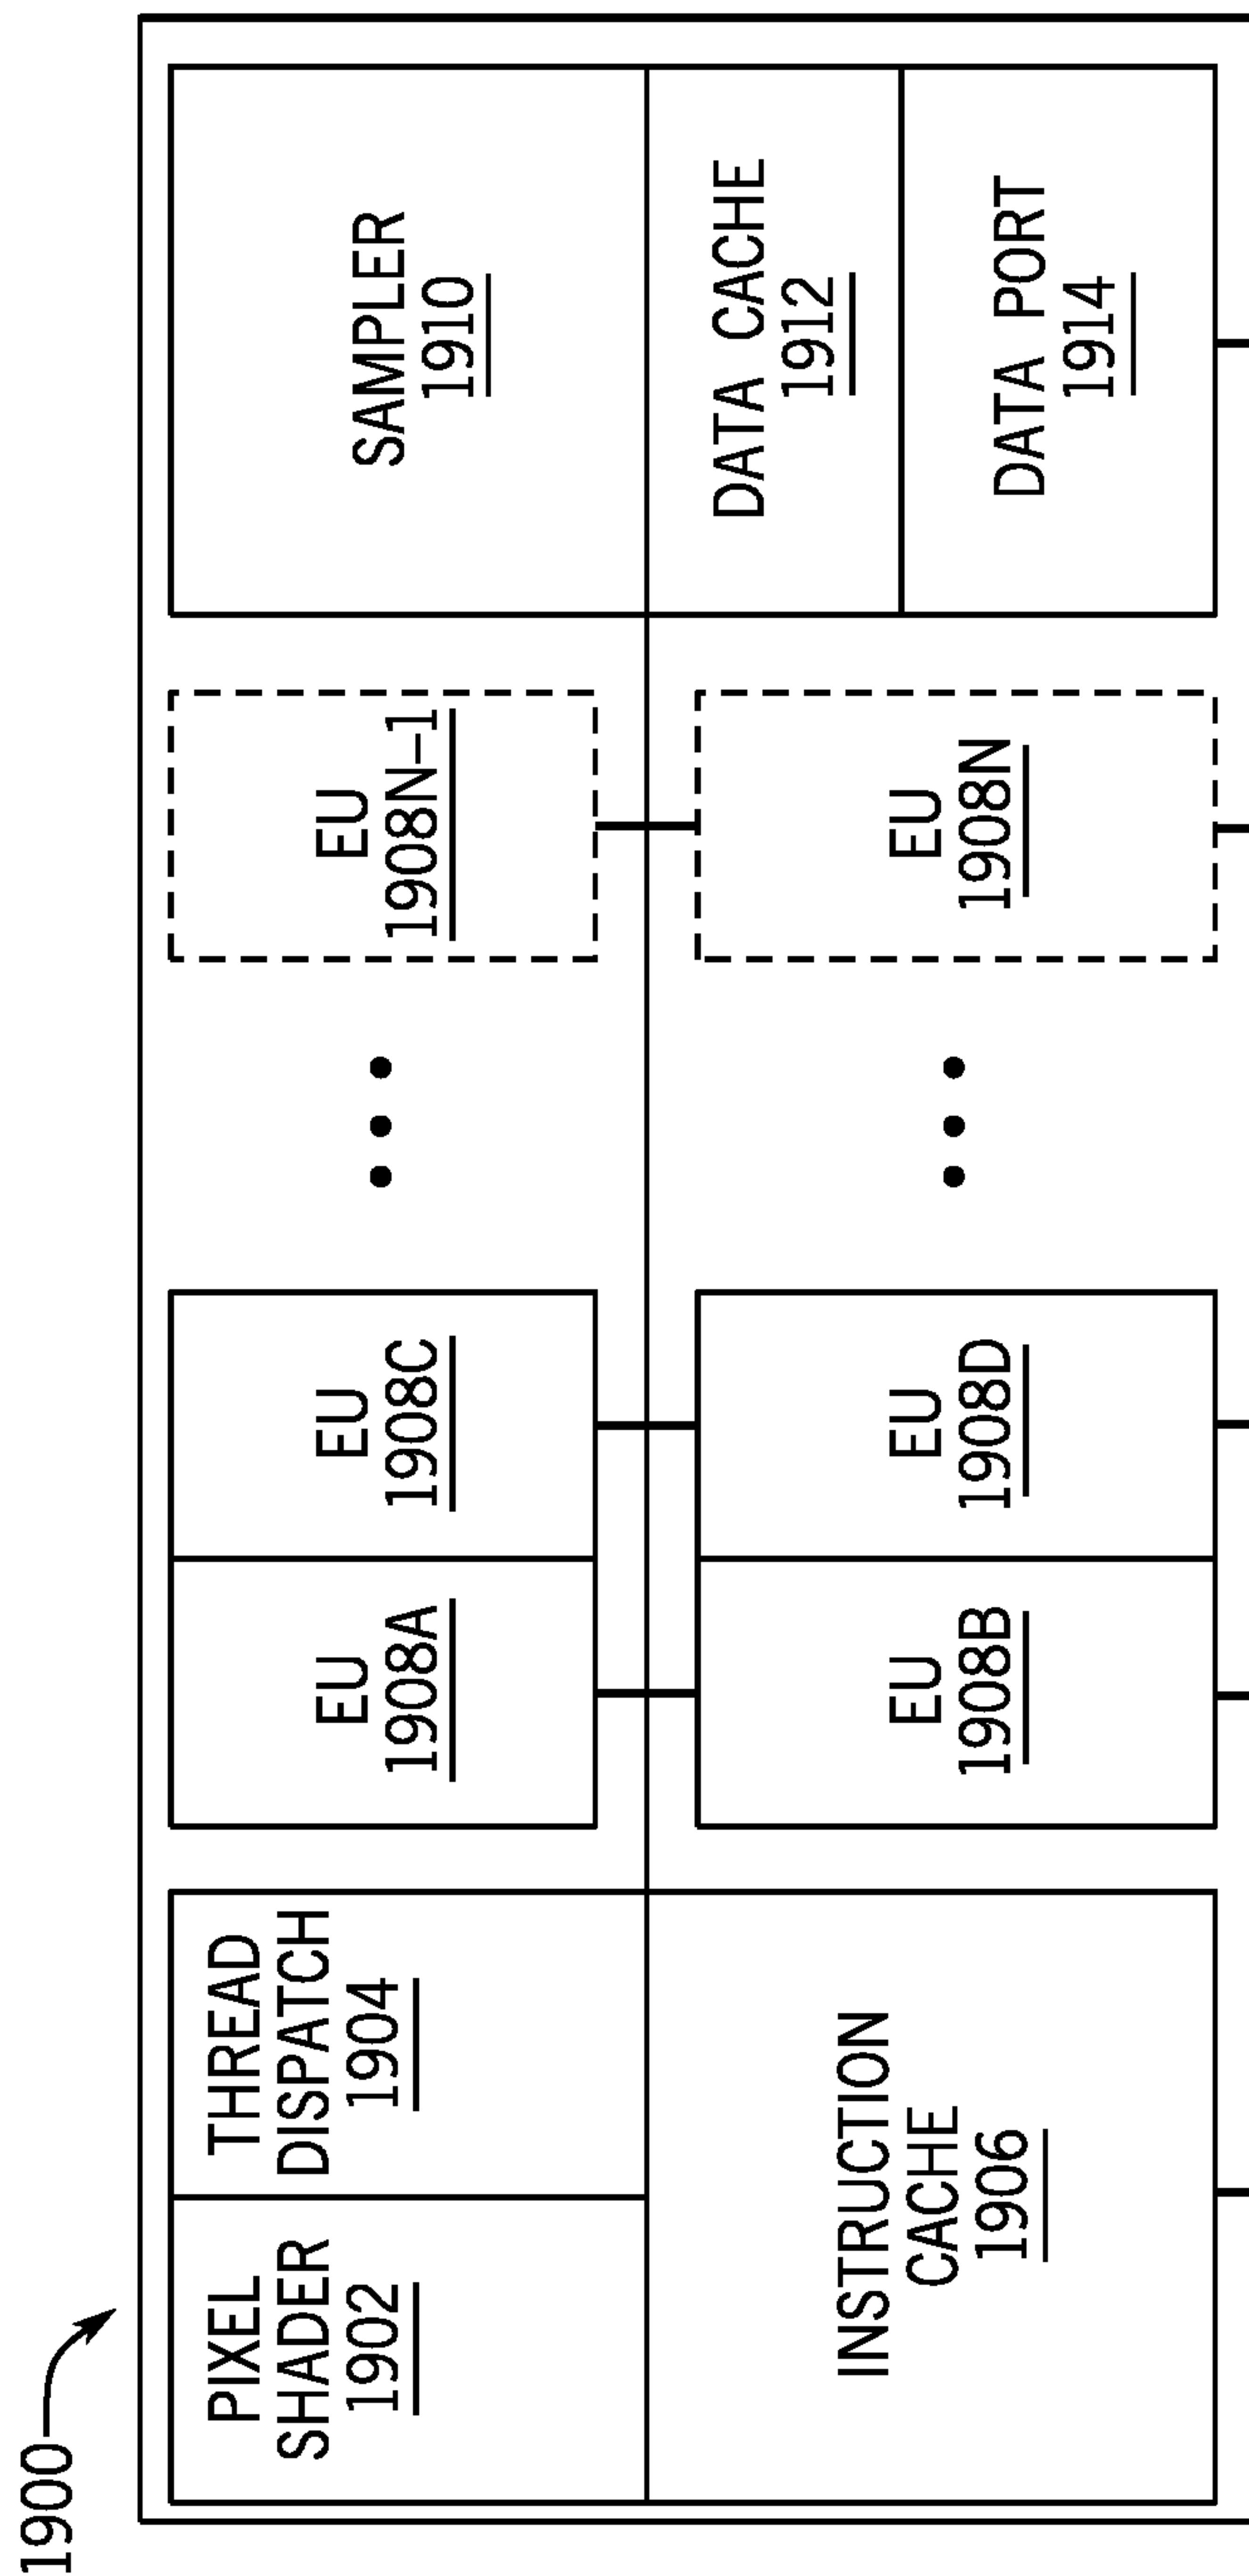 1900
PIXEL
SHADER
1902
THREAD
DISPATCH
1904
INSTRUCTION
CACHE
1906
EU
1908A
EU
1908C
EU
1908B
EU
1908D
EU
1908N-1
EU
1908N
SAMPLER
1910
DATA CACHE
1912
DATA PORT
1914